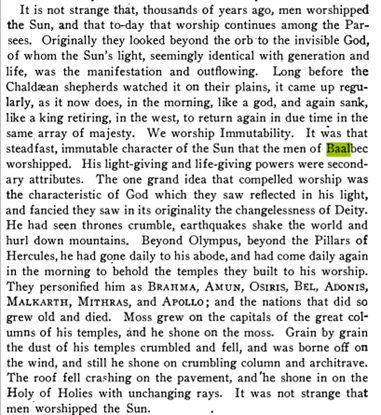 It is not strange that, thousands of years ago, men worshipped
the Sun, and that to-day that worship continues among the Par-
sees. Originally they looked beyond the orb to the invisible God,
of whom the Sun's light, seemingly identical with generation and
life, was the manifestation and outflowing. Long before the
Chaldæan shepherds watched it on their plains, it came up regu-
larly, as it now does, in the morning, like a god, and again sank,
like a king retiring, in the west, to return again in due time in the
same array of majesty. We worship Immutability. It was that
steadfast, immutable character of the Sun that the men of Baalbec
worshipped. His light-giving and life-giving powers were second-
ary attributes. The one grand idea that compelled worship was
the characteristic of God which they saw reflected in his light,
and fancied they saw in its originality the changelessness of Deity.
He had seen thrones crumble, earthquakes shake the world and
hurl down mountains. Beyond Olympus, beyond the Pillars of
Hercules, he had gone daily to his abode, and had come daily again
in the morning to behold the temples they built to his worship.
They personified him as BRAHMA, AMUN, OSIRIS, BEL, ADONIS,
MALKARTH, MITHRAS, and APOLLO; and the nations that did so
grew old and died. Moss grew on the capitals of the great col-
umns of his temples, and he shone on the moss. Grain by grain
the dust of his temples crumbled and fell, and was borne off on
the wind, and still he shone on crumbling column and architrave.
The roof fell crashing on the pavement, and he shone in on the
Holy of Holies with unchanging rays. It was not strange that
men worshipped the Sun.